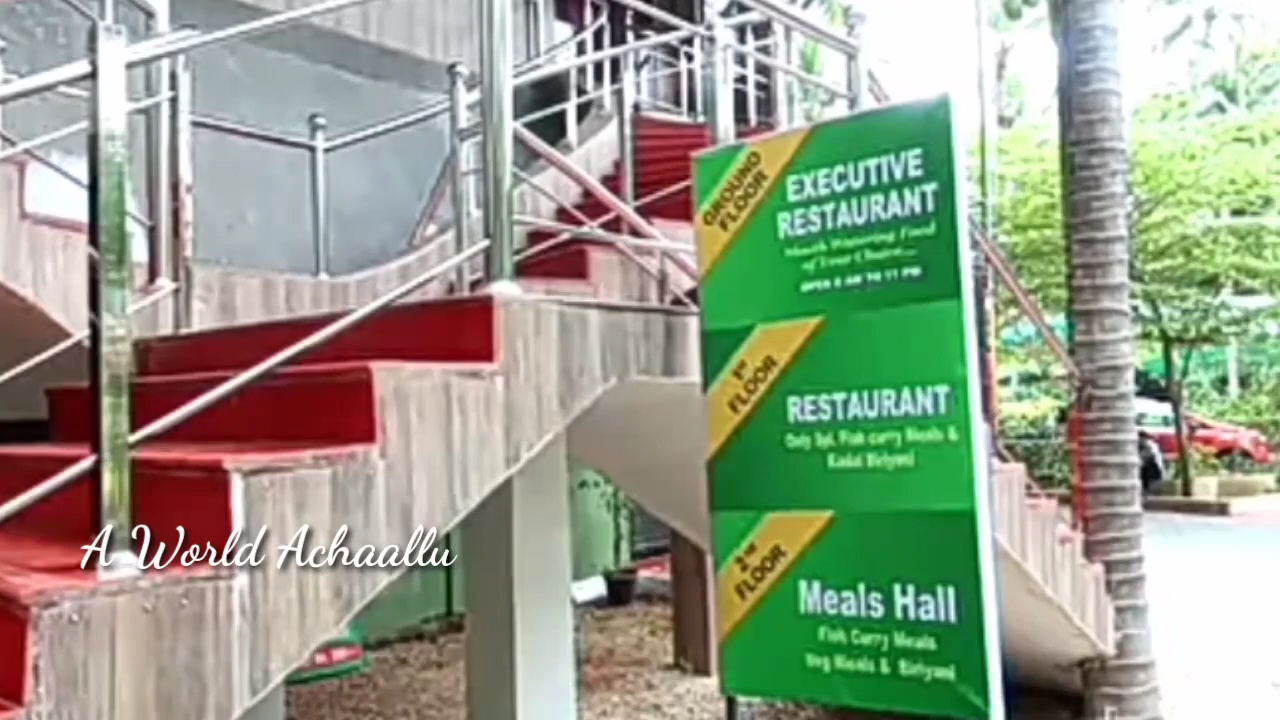 GROUND
FLOOR
EXECUTIVE
RESTAURANT
Mouth Watering Food
of Your Choice...
OPEN 6 AM TO 11 PM
1ST
FLOOR
RESTAURANT
Only Spl. Fish curry Meals &
Kadai Biriyani
2ND
FLOOR
Meals Hall
Fish Curry Meals
Veg Meals & Biriyani
A World Achaallu